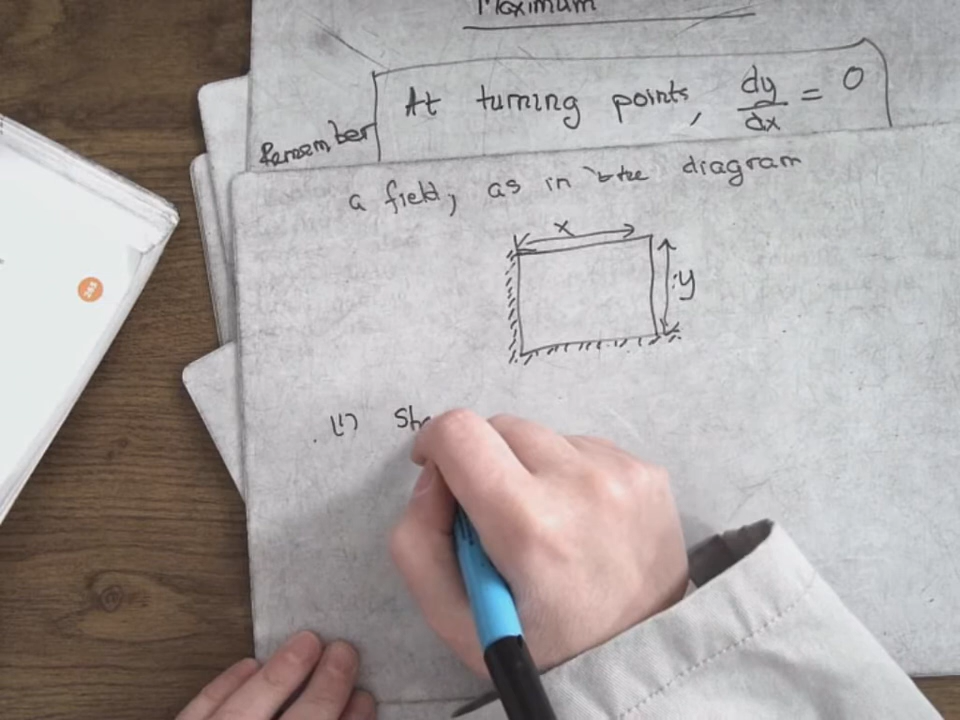 Maximum
At turning points, dy/dx = 0
Remember
a field, as in the diagram
x
y
(i) Sh